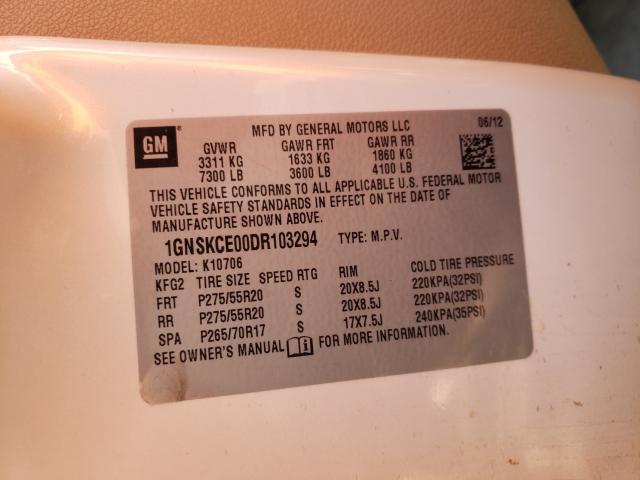 GM
MFD BY GENERAL MOTORS LLC 06/12
GVWR GAWR FRT GAWR RR
3311 KG 1633 KG 1860 KG
7300 LB 3600 LB 4100 LB
THIS VEHICLE CONFORMS TO ALL APPLICABLE U.S. FEDERAL MOTOR
VEHICLE SAFETY STANDARDS IN EFFECT ON THE DATE OF
MANUFACTURE SHOWN ABOVE.
1GNSKCE00DR103294 TYPE: M.P.V.
MODEL: K10706
KFG2 TIRE SIZE SPEED RTG RIM COLD TIRE PRESSURE
FRT P275/55R20 S 20X8.5J 220KPA(32PSI)
RR P275/55R20 S 20X8.5J 220KPA(32PSI)
SPA P265/70R17 S 17X7.5J 240KPA(35PSI)
SEE OWNER'S MANUAL FOR MORE INFORMATION.